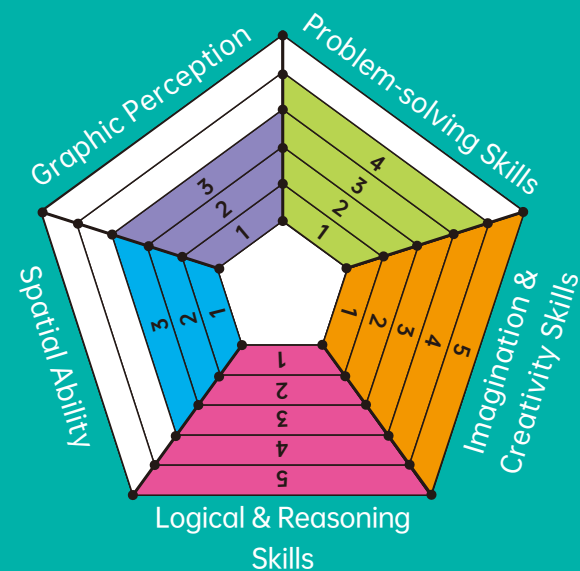 Graphic Perception
3
2
1
Problem-solving Skills
4
3
2
1
Imagination &
Creativity Skills
1
2
3
4
5
Logical & Reasoning
Skills
1
2
3
4
5
Spatial Ability
3
2
1